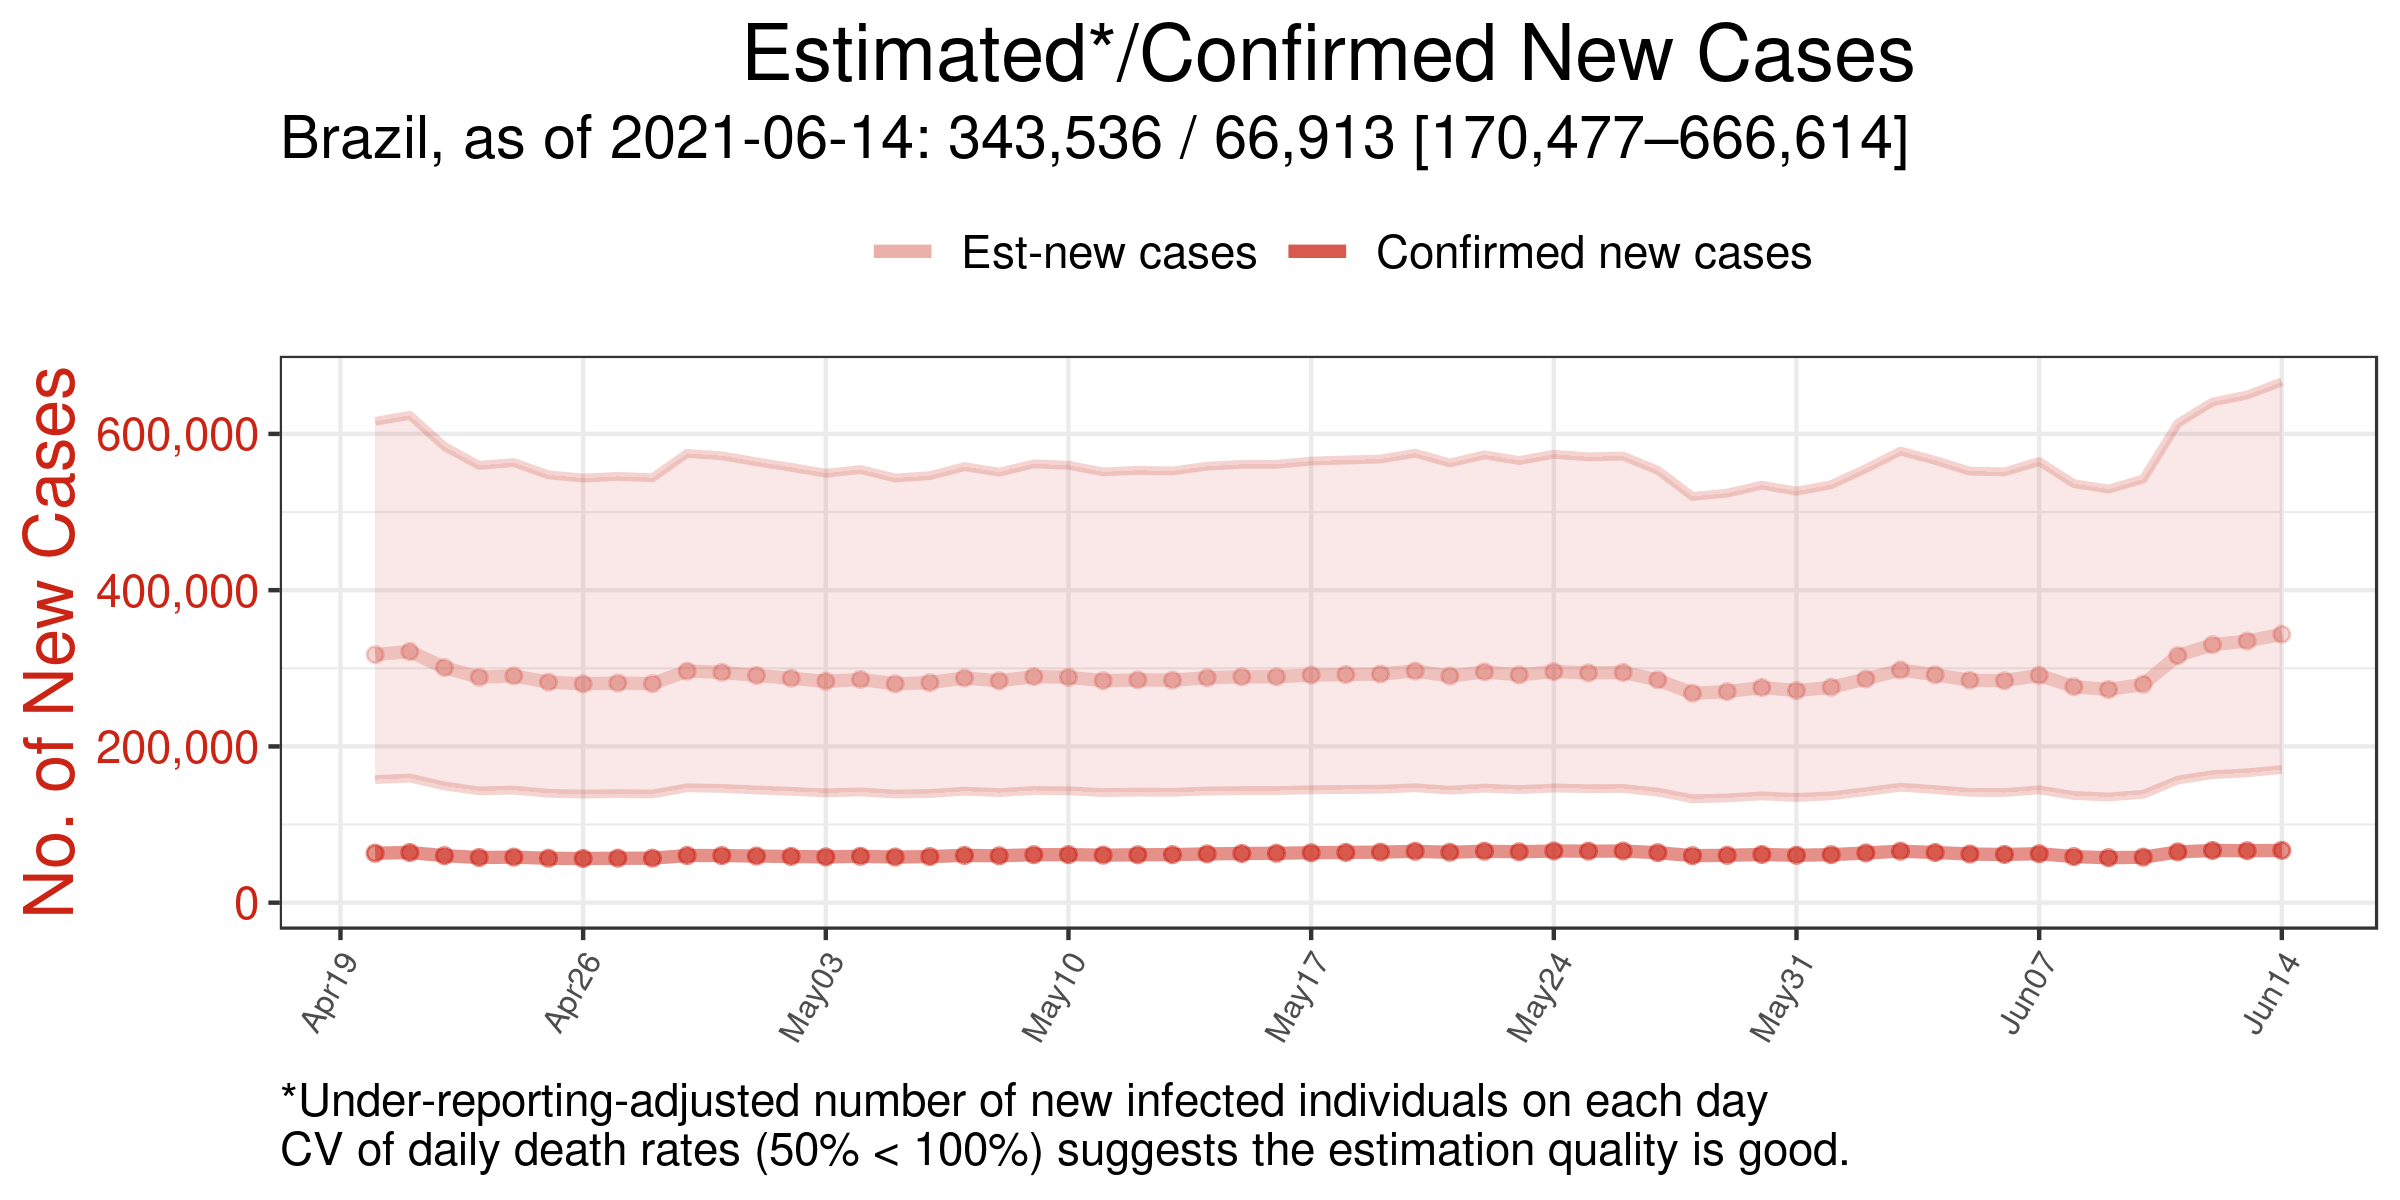 Estimated*/Confirmed New Cases
Brazil, as of 2021-06-14: 343,536 / 66,913 [170,477–666,614]
Est-new cases Confirmed new cases
No. of New Cases
600,000
400,000
200,000
0
Apr19 Apr26 May03 May10 May17 May24 May31 Jun07 Jun14
*Under-reporting-adjusted number of new infected individuals on each day
CV of daily death rates (50% < 100%) suggests the estimation quality is good.